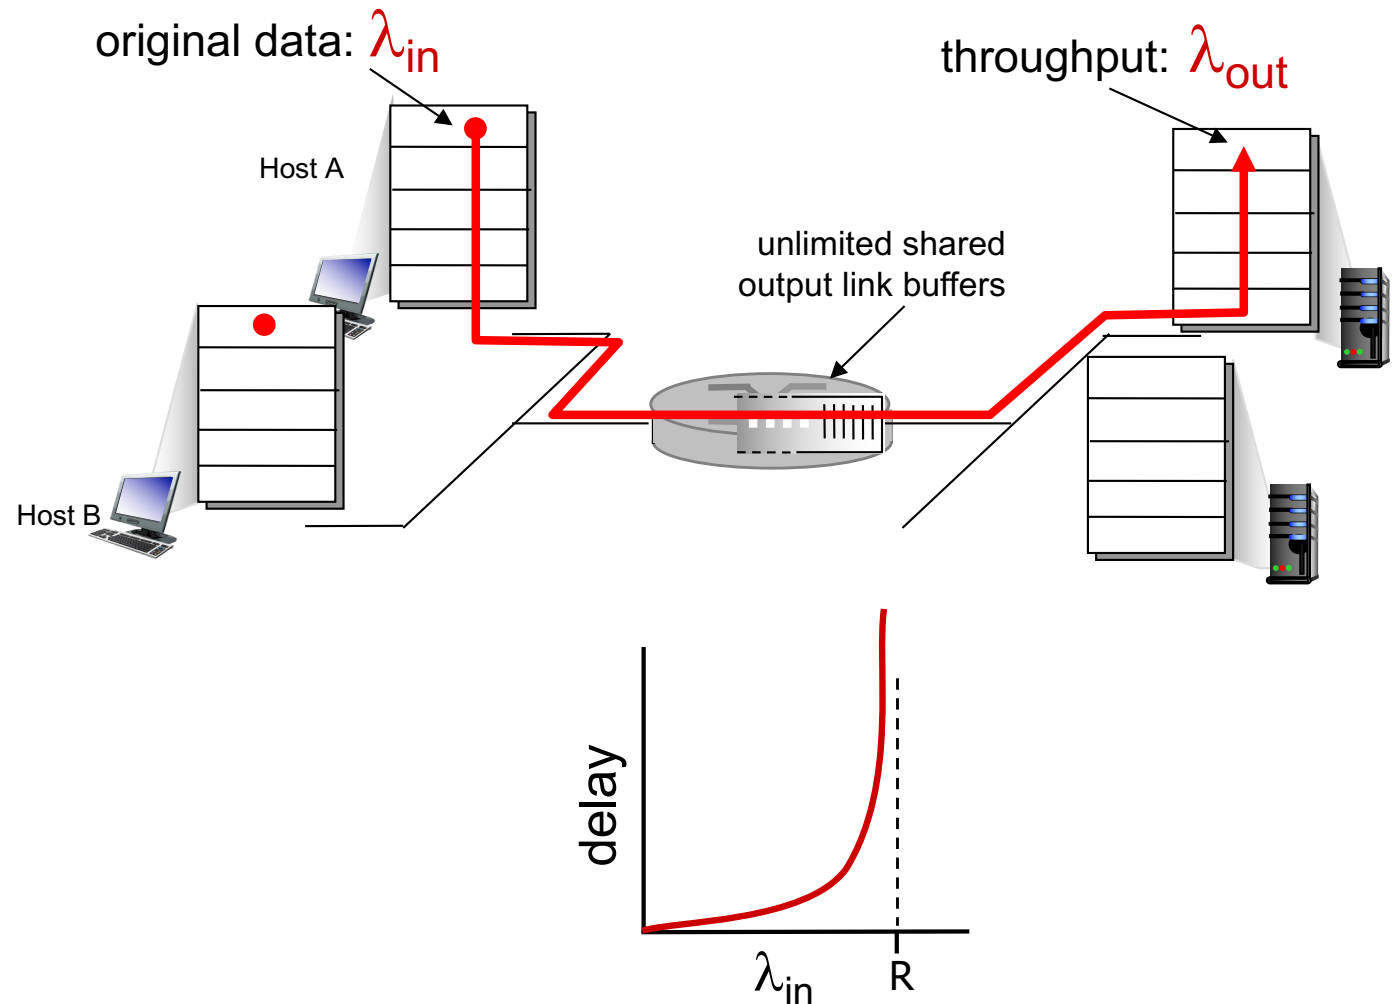 original data: λin
throughput: λout
Host A
unlimited shared
output link buffers
Host B
delay
λin
R